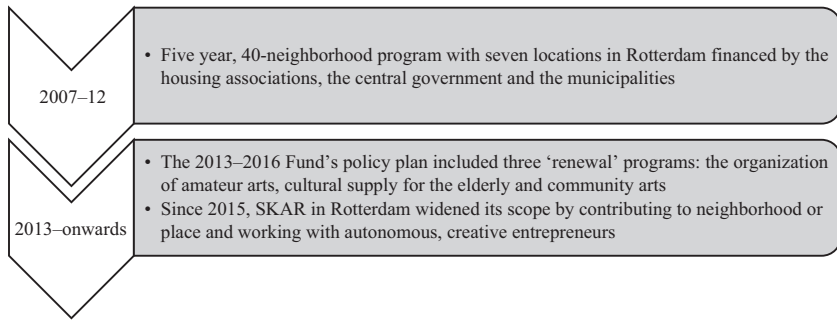 2007–12
• Five year, 40-neighborhood program with seven locations in Rotterdam financed by the
housing associations, the central government and the municipalities
2013–onwards
• The 2013–2016 Fund's policy plan included three ‘renewal’ programs: the organization
of amateur arts, cultural supply for the elderly and community arts
• Since 2015, SKAR in Rotterdam widened its scope by contributing to neighborhood or
place and working with autonomous, creative entrepreneurs